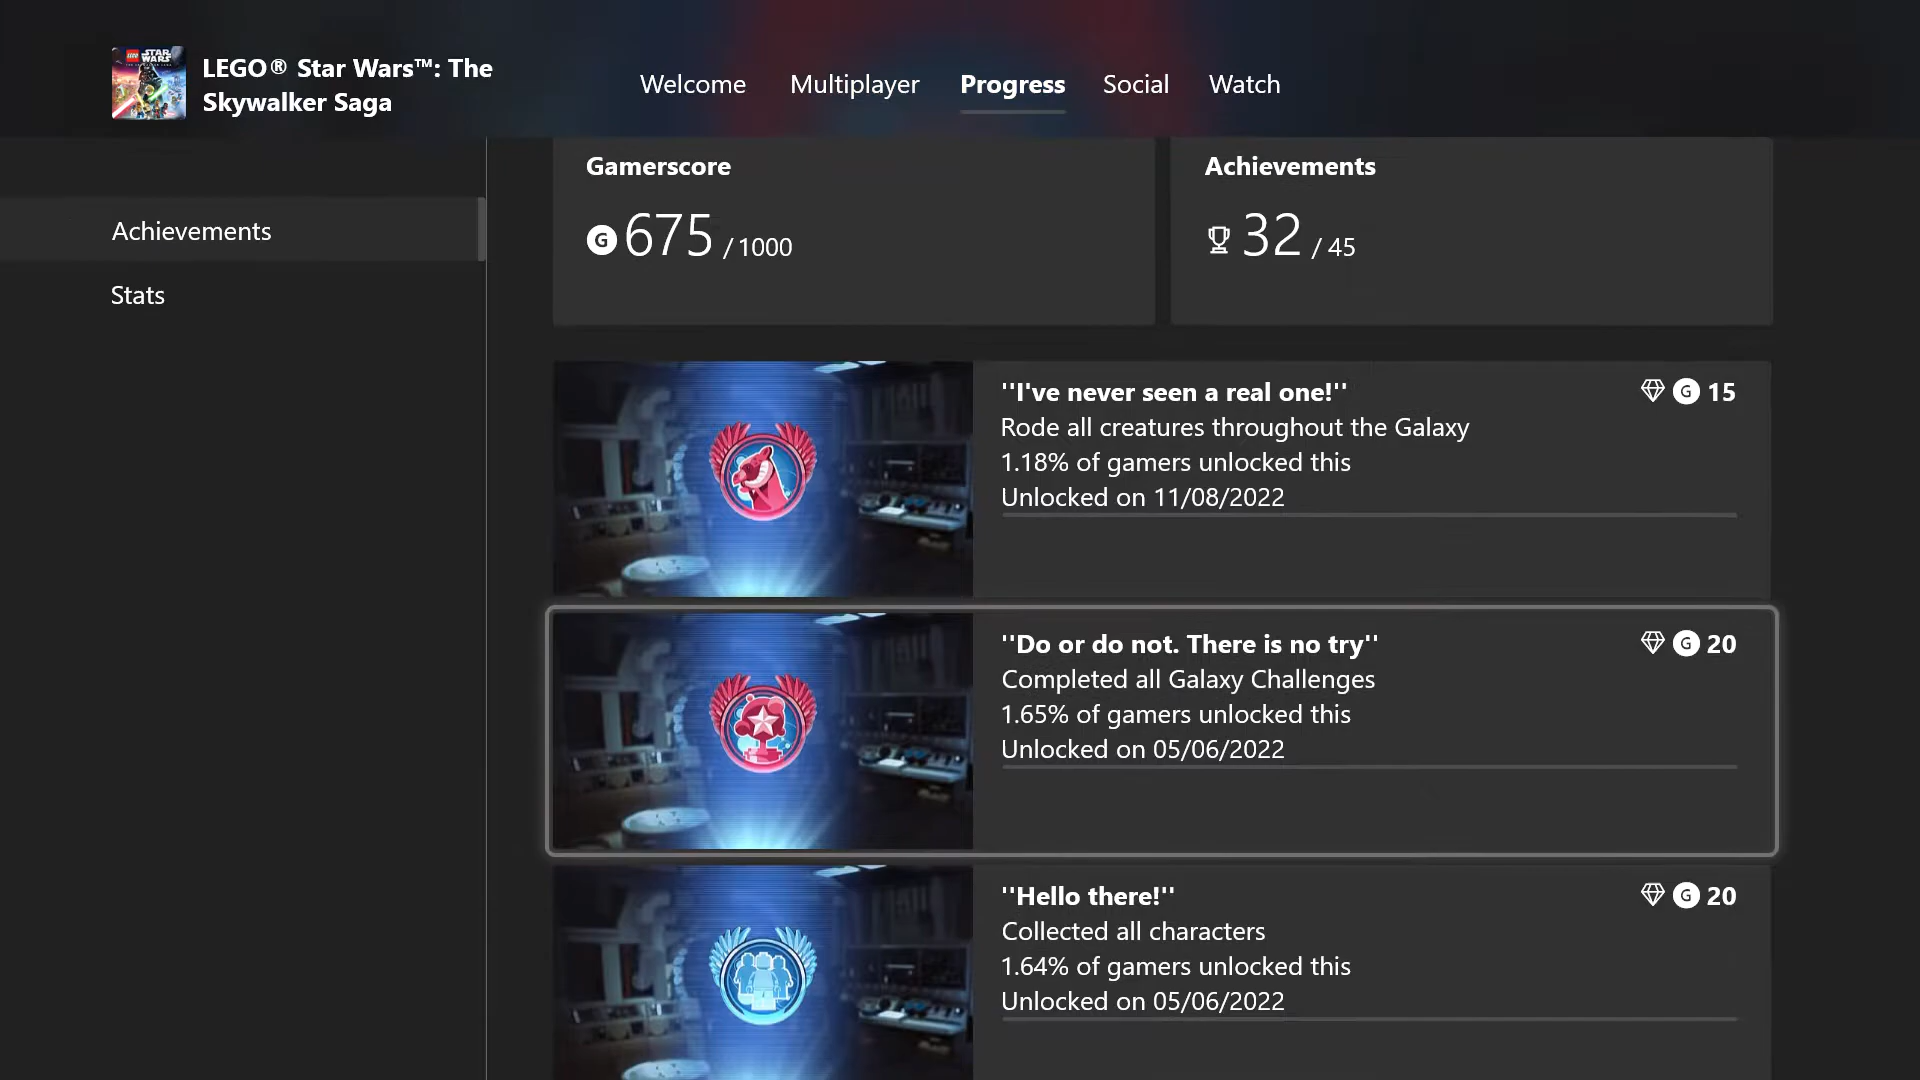 LEGO® Star Wars™: The
Skywalker Saga
Welcome
Multiplayer
Progress
Social
Watch
Achievements
Stats
Gamerscore
G 675 / 1000
Achievements
32 / 45
''I've never seen a real one!''
G 15
Rode all creatures throughout the Galaxy
1.18% of gamers unlocked this
Unlocked on 11/08/2022
''Do or do not. There is no try''
G 20
Completed all Galaxy Challenges
1.65% of gamers unlocked this
Unlocked on 05/06/2022
''Hello there!''
G 20
Collected all characters
1.64% of gamers unlocked this
Unlocked on 05/06/2022